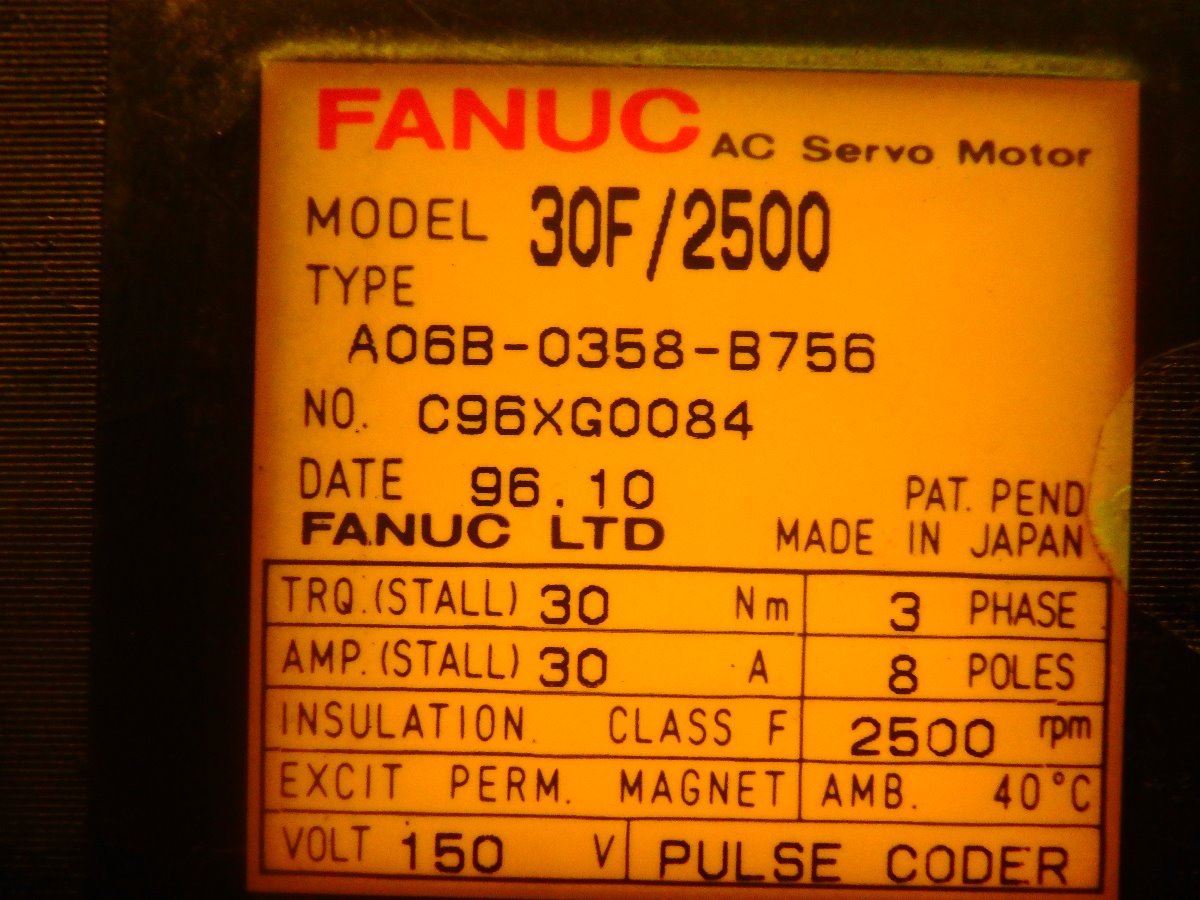 FANUC AC Servo Motor
MODEL 30F/2500
TYPE
A06B-0358-B756
NO. C96XG0084
DATE 96.10
PAT. PEND
FANUC LTD MADE IN JAPAN
TRQ.(STALL) 30 Nm 3 PHASE
AMP.(STALL) 30 A 8 POLES
INSULATION. CLASS F 2500 rpm
EXCIT PERM. MAGNET AMB. 40°C
VOLT 150 V PULSE CODER